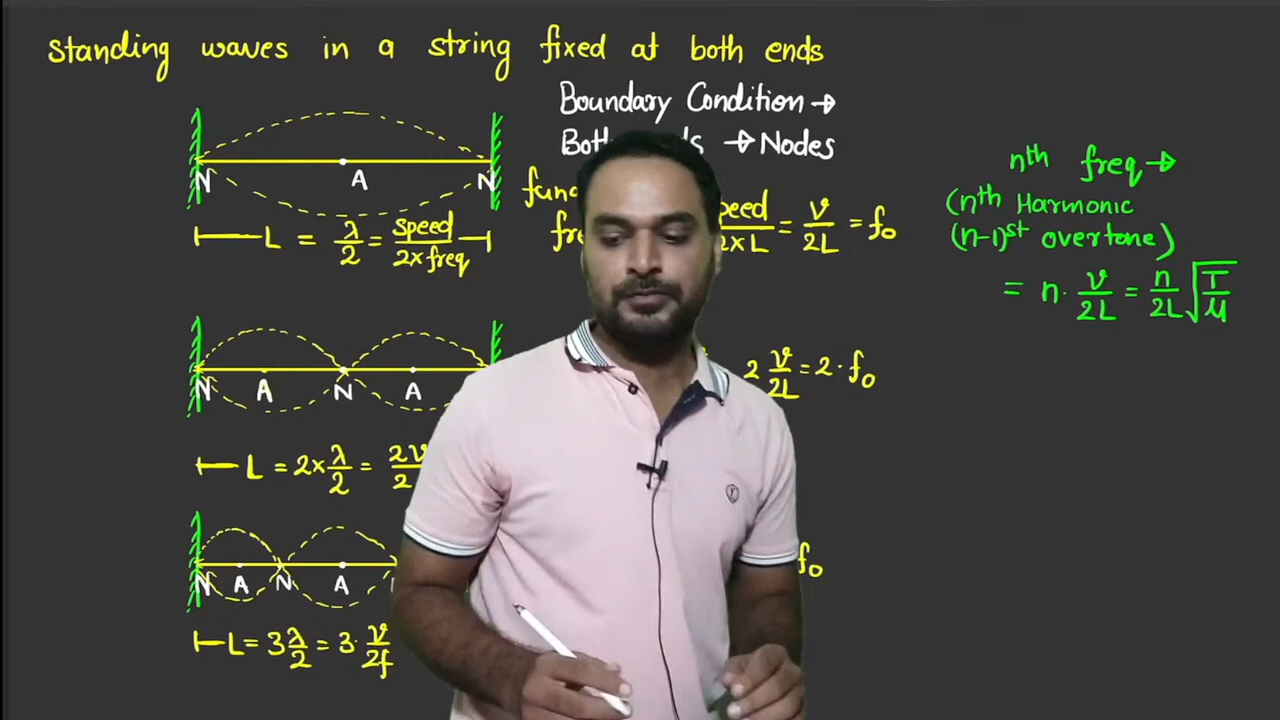 standing waves in a string fixed at both ends
Boundary Condition →
Both → Nodes
N A N
L = λ/2 = speed/2×freq
= v/2L = f₀
2×L
nth freq →
(nth Harmonic
(n-1)st overtone)
= n · v/2L = n/2L √T/μ
N A N A
2 v/2L = 2 · f₀
L = 2×λ/2 =
N A N A
L = 3λ/2 = 3 · v/2f